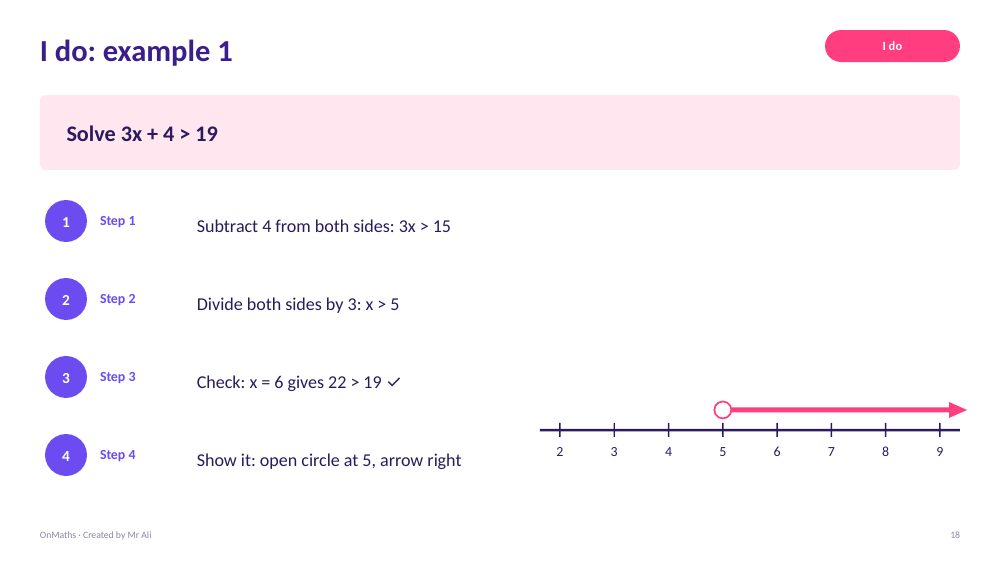 I do: example 1
I do
Solve 3x + 4 > 19
1 Step 1 Subtract 4 from both sides: 3x > 15
2 Step 2 Divide both sides by 3: x > 5
3 Step 3 Check: x = 6 gives 22 > 19 ✓
4 Step 4 Show it: open circle at 5, arrow right
2 3 4 5 6 7 8 9
OnMaths · Created by Mr Ali
18